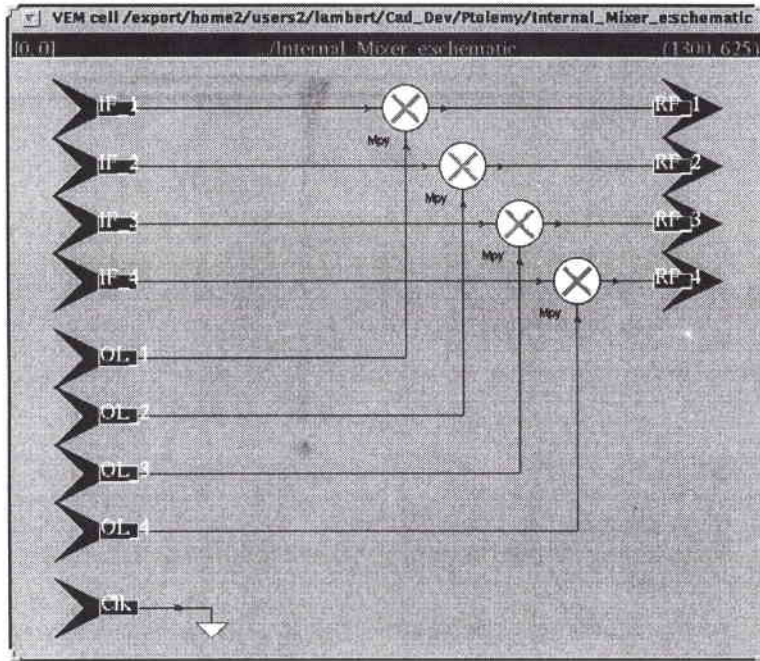 VEM cell /export/home2/users2/lambert/Cad_Dev/Ptolemy/Internal_Mixer_eschematic
[0, 0] ../Internal_Mixer_eschematic (1300, 625)
IF_1 RF_1
Mpy
IF_2 RF_2
Mpy
IF_3 RF_3
Mpy
IF_4 RF_4
Mpy
OL_1
OL_2
OL_3
OL_4
Clk